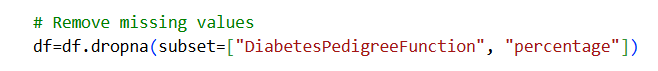 # Remove missing values
df=df.dropna(subset=["DiabetesPedigreeFunction", "percentage"])